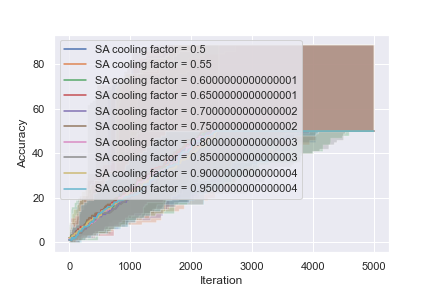 SA cooling factor = 0.5
SA cooling factor = 0.55
SA cooling factor = 0.6000000000000001
SA cooling factor = 0.6500000000000001
SA cooling factor = 0.7000000000000002
SA cooling factor = 0.7500000000000002
SA cooling factor = 0.8000000000000003
SA cooling factor = 0.8500000000000003
SA cooling factor = 0.9000000000000004
SA cooling factor = 0.9500000000000004
80
60
40
20
0
Accuracy
0 1000 2000 3000 4000 5000
Iteration